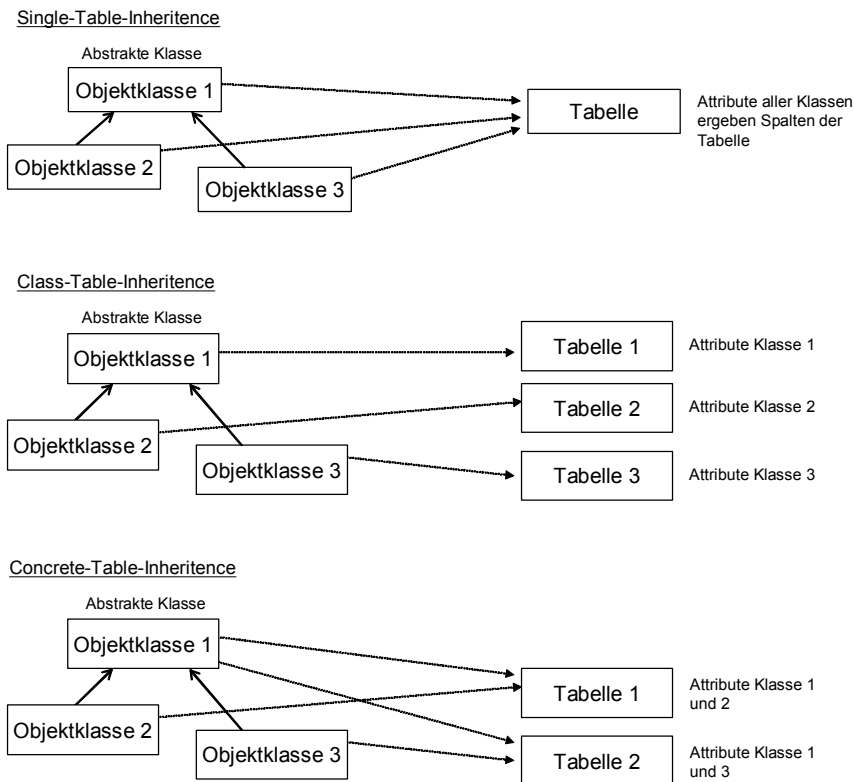 Single-Table-Inheritence
Abstrakte Klasse
Objektklasse 1
Objektklasse 2
Objektklasse 3
Tabelle
Attribute aller Klassen
ergeben Spalten der
Tabelle
Class-Table-Inheritence
Abstrakte Klasse
Objektklasse 1
Objektklasse 2
Objektklasse 3
Tabelle 1
Attribute Klasse 1
Tabelle 2
Attribute Klasse 2
Tabelle 3
Attribute Klasse 3
Concrete-Table-Inheritence
Abstrakte Klasse
Objektklasse 1
Objektklasse 2
Objektklasse 3
Tabelle 1
Attribute Klasse 1
und 2
Tabelle 2
Attribute Klasse 1
und 3